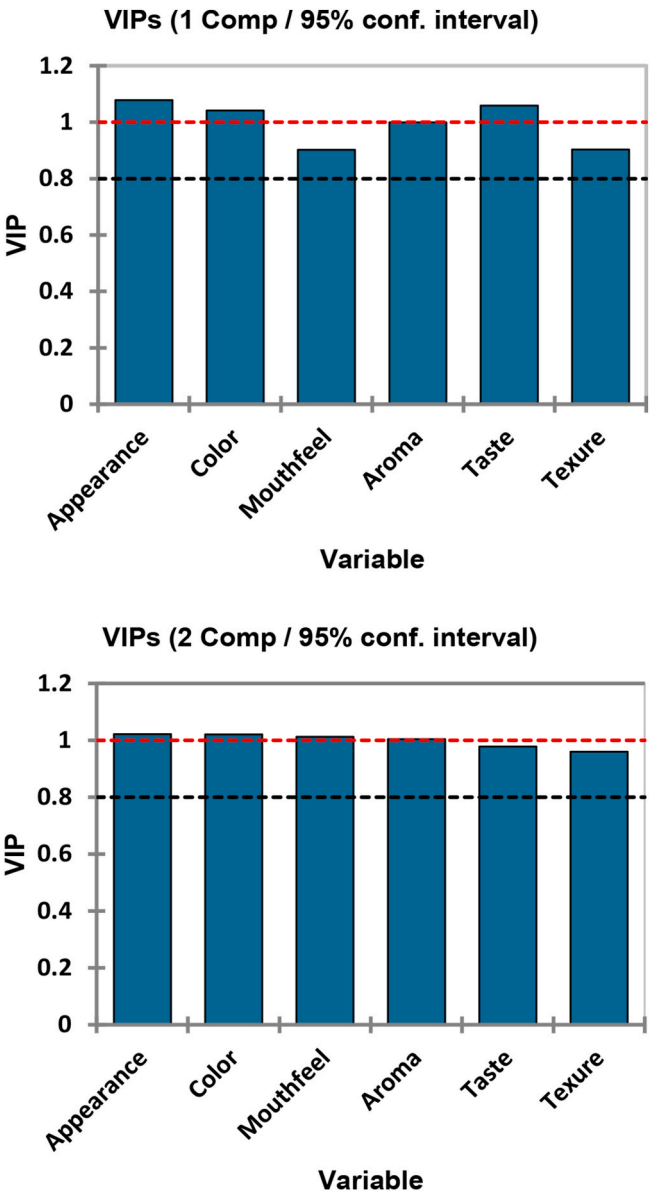 VIPs (1 Comp / 95% conf. interval)
1.2
1
0.8
0.6
0.4
0.2
0
VIP
Appearance
Color
Mouthfeel
Aroma
Taste
Texure
Variable
VIPs (2 Comp / 95% conf. interval)
1.2
1
0.8
0.6
0.4
0.2
0
VIP
Appearance
Color
Mouthfeel
Aroma
Taste
Texure
Variable